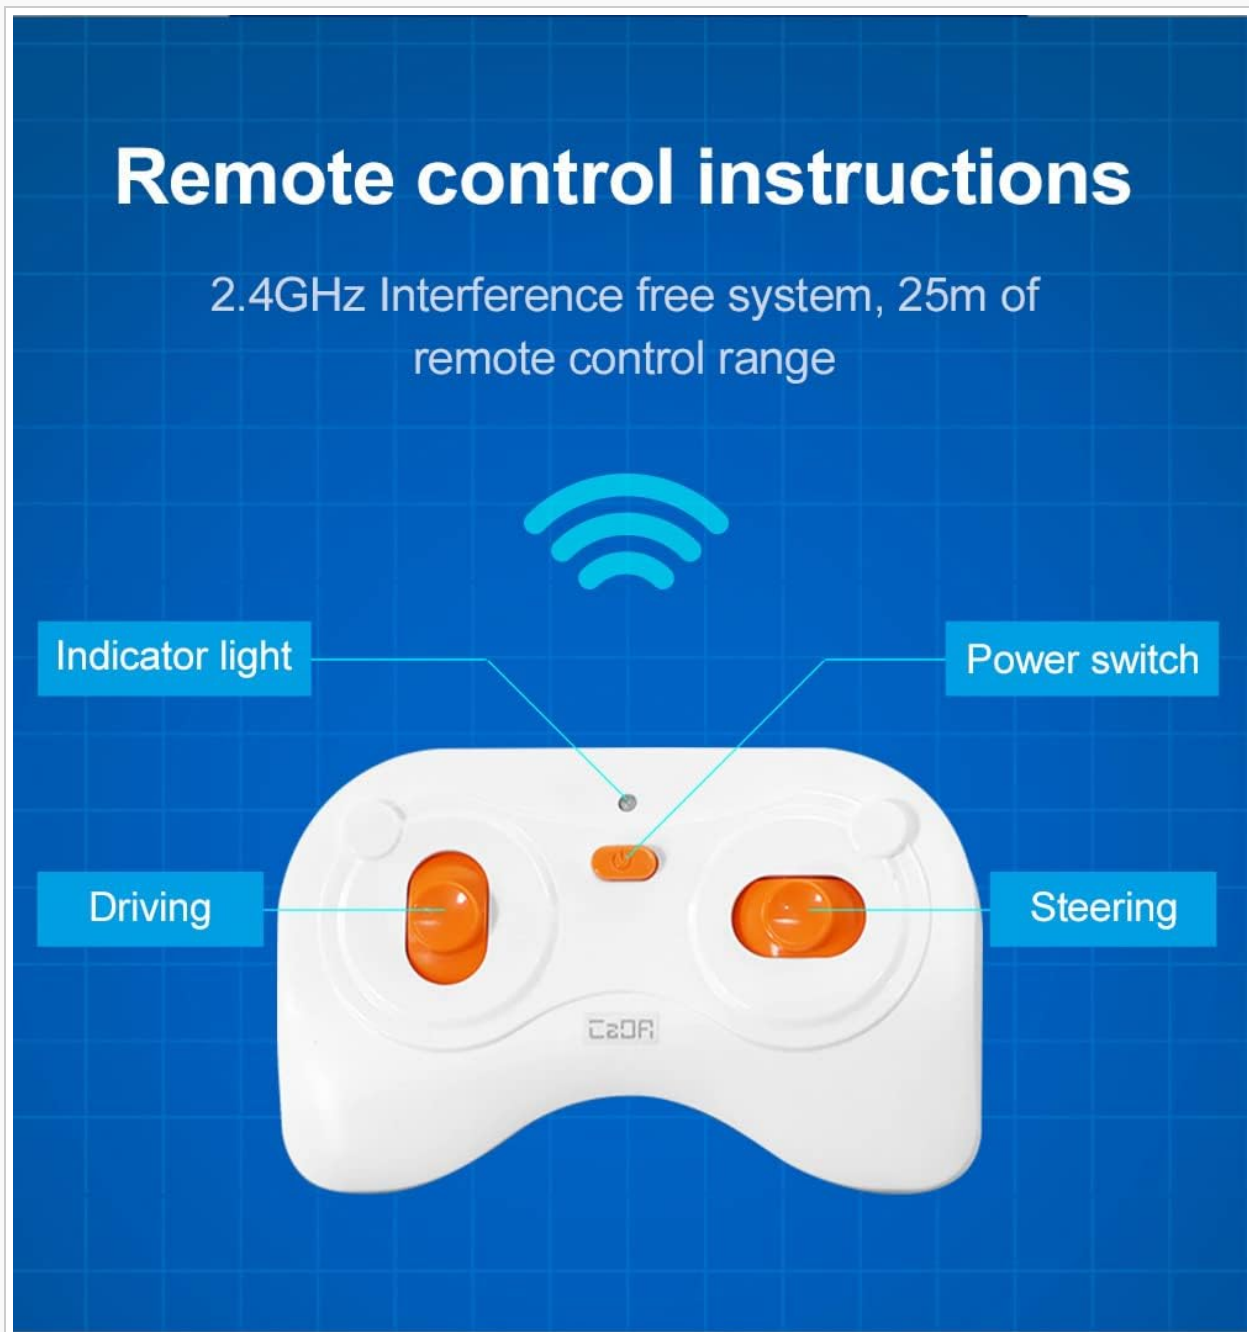 Remote control instructions
2.4GHz Interference free system, 25m of
remote control range
Indicator light
Power switch
Driving
Steering
CaDA